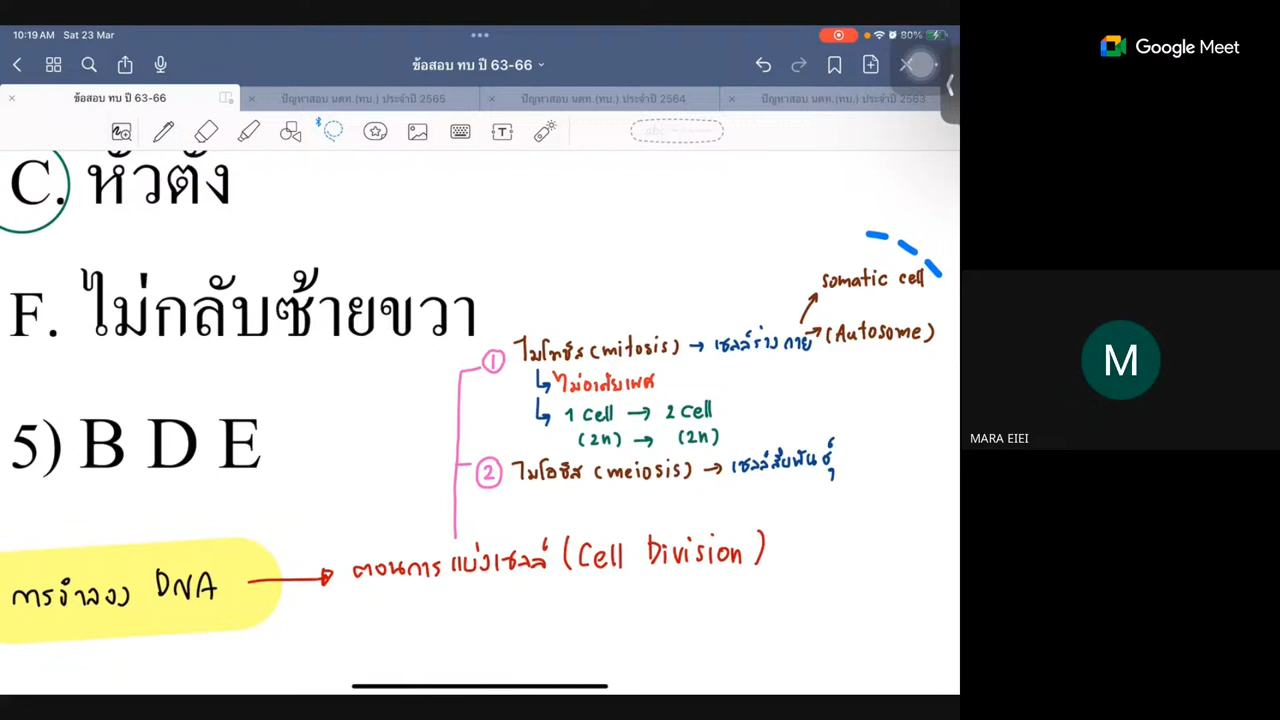 10:19 AM Sat 23 Mar
80%
Google Meet
ข้อสอบ ทบ ปี 63-66
ข้อสอบ ทบ ปี 63-66
ปัญหาสอบ นตท.(ทบ.) ประจำปี 2565
ปัญหาสอบ นตท.(ทบ.) ประจำปี 2564
ปัญหาสอบ นตท.(ทบ.) ประจำปี 2563
abc
T
C. หัวตั้ง
F. ไม่กลับซ้ายขวา
5) B D E
somatic cell
① ไมโทซิส (mitosis) → เซลล์ร่างกาย → (Autosome)
ไม่อาศัยเพศ
1 Cell → 2 Cell
(2n) → (2n)
② ไมโอซิส (meiosis) → เซลล์สืบพันธุ์
การจำลอง DNA → ตอนการแบ่งเซลล์ (Cell Division)
M
MARA EIEI